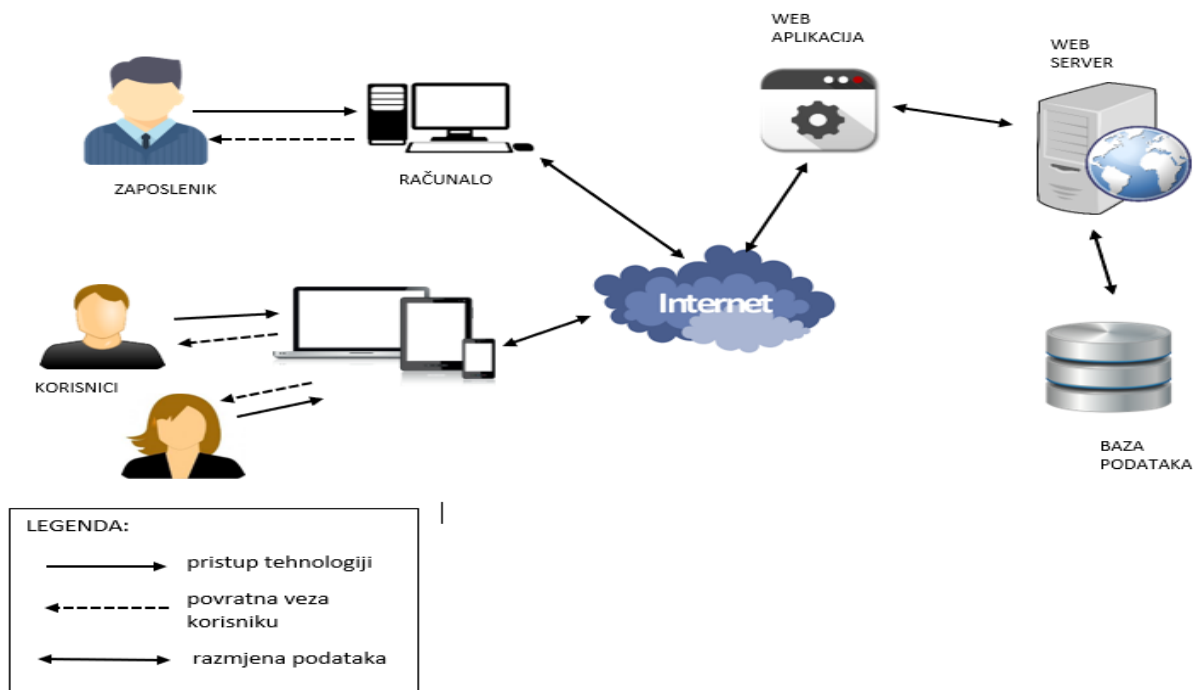 WEB
APLIKACIJA
WEB
SERVER
ZAPOSLENIK
RAČUNALO
Internet
KORISNICI
BAZA
PODATAKA
LEGENDA:
pristup tehnologiji
povratna veza
korisniku
razmjena podataka